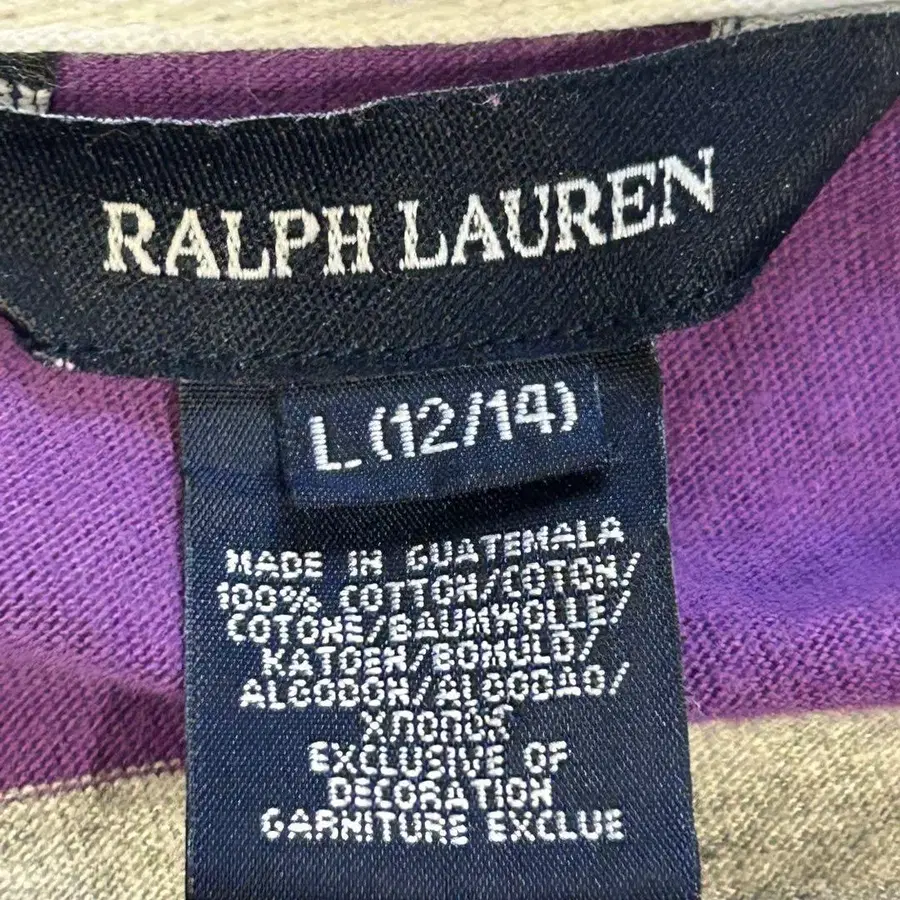 RALPH LAUREN
L (12/14)
MADE IN GUATEMALA
100% COTTON/COTON/
COTONE/BAUMWOLLE/
KATOEN/BOMULD/
ALGODON/ALGODAO/
ХЛОПОК
EXCLUSIVE OF
DECORATION
GARNITURE EXCLUE